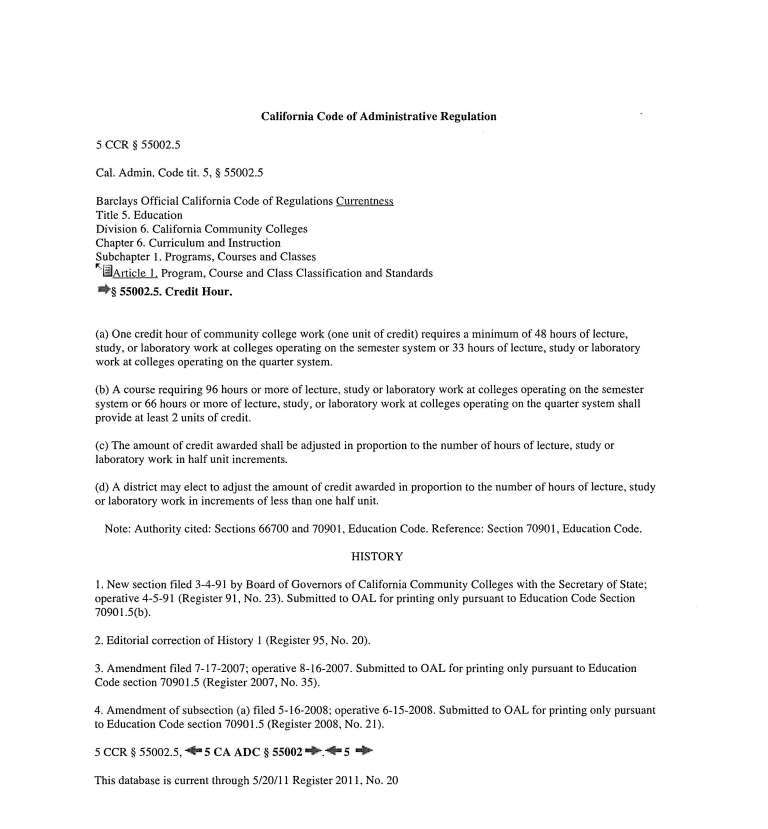 California Code of Administrative Regulation
5 CCR § 55002.5
Cal. Admin. Code tit. 5, § 55002.5
Barclays Official California Code of Regulations Currentness
Title 5. Education
Division 6. California Community Colleges
Chapter 6. Curriculum and Instruction
Subchapter 1. Programs, Courses and Classes
Article 1. Program, Course and Class Classification and Standards
§ 55002.5. Credit Hour.
(a) One credit hour of community college work (one unit of credit) requires a minimum of 48 hours of lecture,
study, or laboratory work at colleges operating on the semester system or 33 hours of lecture, study or laboratory
work at colleges operating on the quarter system.
(b) A course requiring 96 hours or more of lecture, study or laboratory work at colleges operating on the semester
system or 66 hours or more of lecture, study, or laboratory work at colleges operating on the quarter system shall
provide at least 2 units of credit.
(c) The amount of credit awarded shall be adjusted in proportion to the number of hours of lecture, study or
laboratory work in half unit increments.
(d) A district may elect to adjust the amount of credit awarded in proportion to the number of hours of lecture, study
or laboratory work in increments of less than one half unit.
Note: Authority cited: Sections 66700 and 70901, Education Code. Reference: Section 70901, Education Code.
HISTORY
1. New section filed 3-4-91 by Board of Governors of California Community Colleges with the Secretary of State;
operative 4-5-91 (Register 91, No. 23). Submitted to OAL for printing only pursuant to Education Code Section
70901.5(b).
2. Editorial correction of History 1 (Register 95, No. 20).
3. Amendment filed 7-17-2007; operative 8-16-2007. Submitted to OAL for printing only pursuant to Education
Code section 70901.5 (Register 2007, No. 35).
4. Amendment of subsection (a) filed 5-16-2008; operative 6-15-2008. Submitted to OAL for printing only pursuant
to Education Code section 70901.5 (Register 2008, No. 21).
5 CCR § 55002.5, 5 CA ADC § 55002 . 5
This database is current through 5/20/11 Register 2011, No. 20